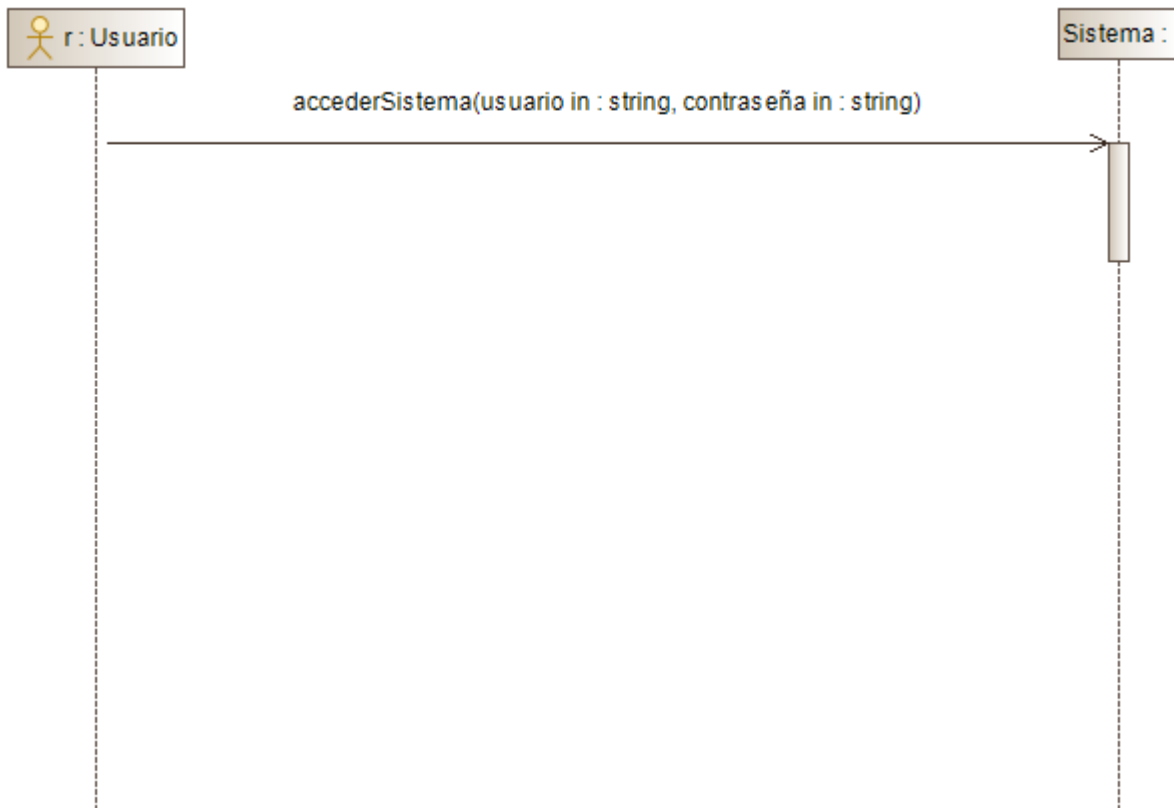 r : Usuario
Sistema :
accederSistema(usuario in : string, contraseña in : string)